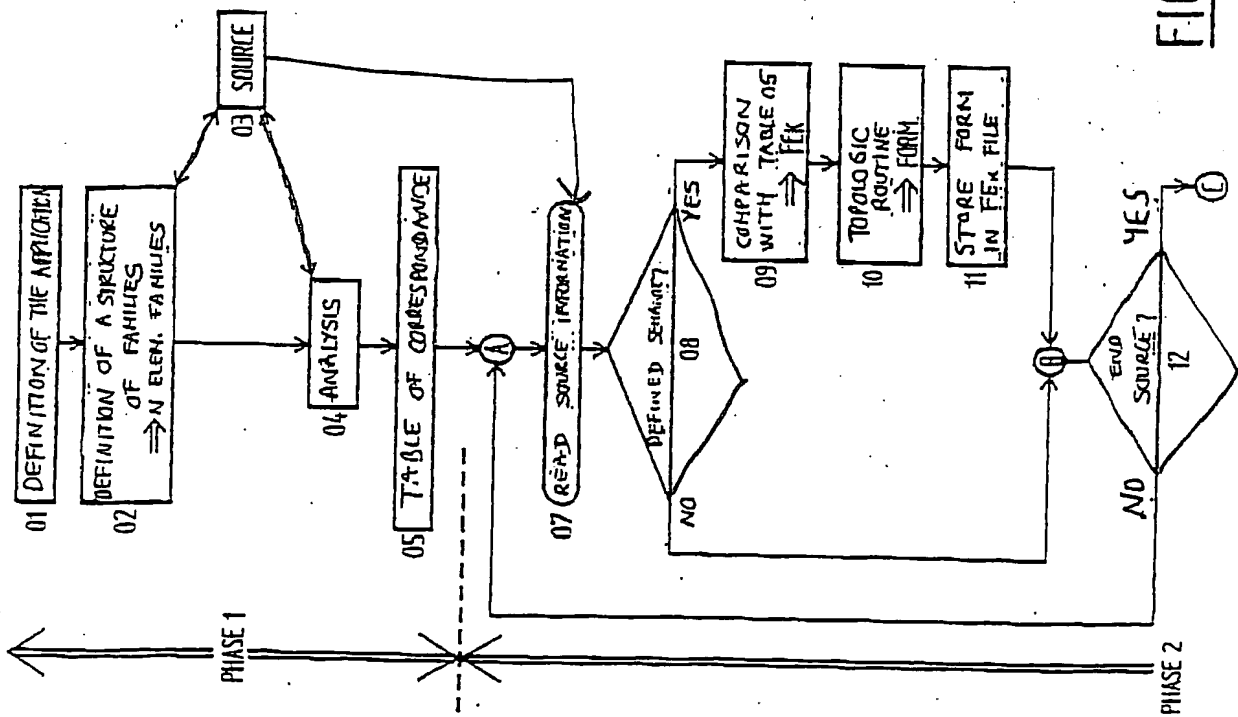 PHASE 1
PHASE 2
01 DEFINITION OF THE APPLICATION
02 DEFINITION OF A STRUCTURE
OF FAMILIES
⇒ N ELEM. FAMILIES
03 SOURCE
04 ANALYSIS
05 TABLE OF CORRESPONDANCE
A
07 READ SOURCE INFORMATION
DEFINED
08
NO
YES
COMPARISON
WITH TABLE 05
⇒ FEK
09
TOPOLOGIC
ROUTINE
⇒ FORM
10
STORE FORM
IN FEK FILE
11
END
SOURCE?
12
NO
YES
C